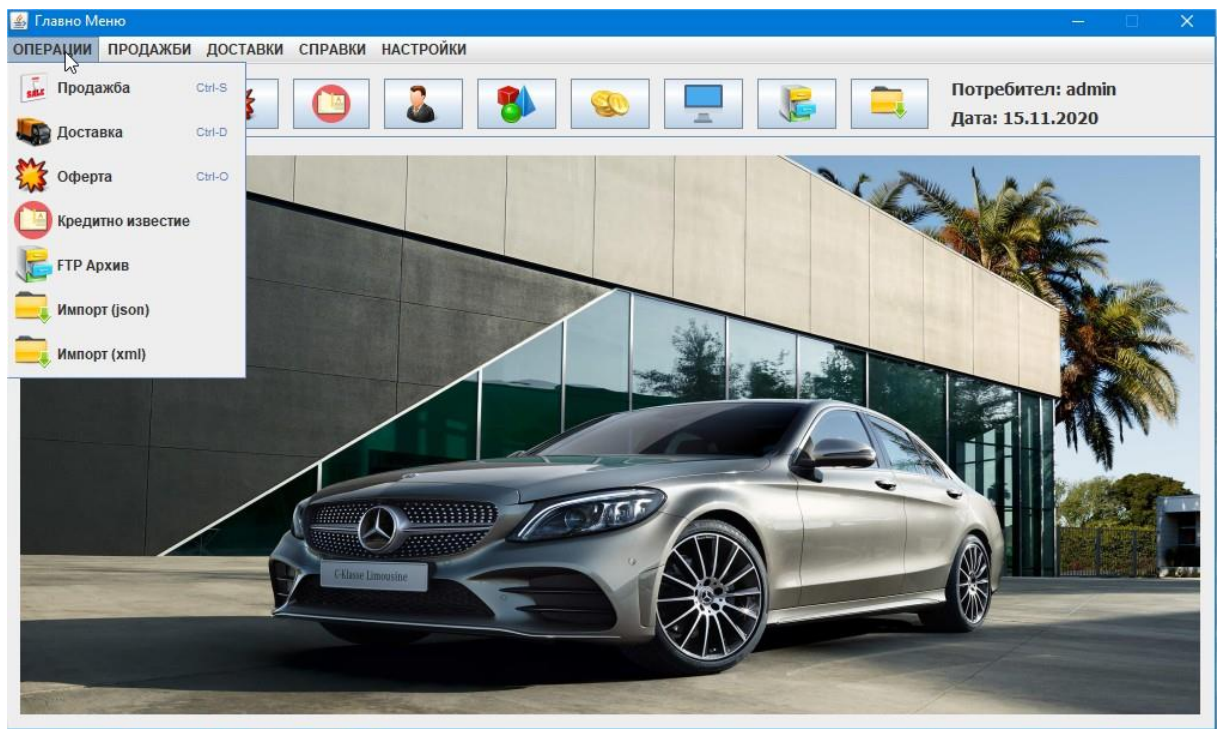 Главно Меню
ОПЕРАЦИИ ПРОДАЖБИ ДОСТАВКИ СПРАВКИ НАСТРОЙКИ
Продажба Ctrl-S
Доставка Ctrl-D
Оферта Ctrl-O
Кредитно известие
FTP Архив
Импорт (json)
Импорт (xml)
Потребител: admin
Дата: 15.11.2020
SALE
C-Klasse Limousine